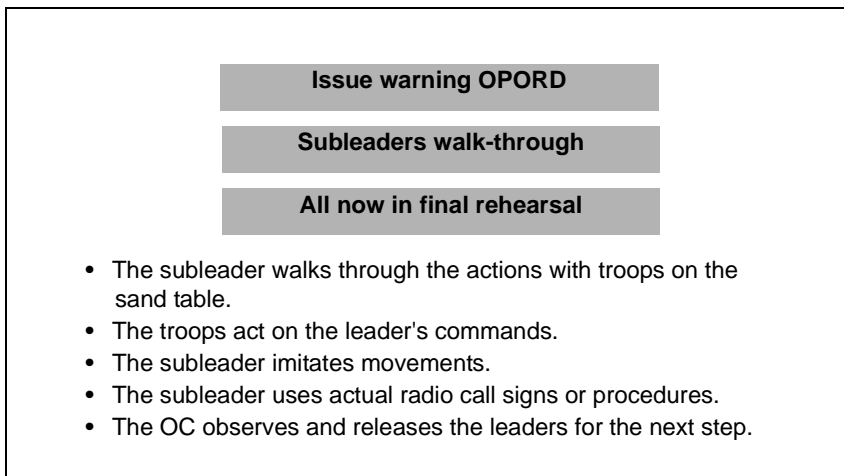 Issue warning OPORD
Subleaders walk-through
All now in final rehearsal
• The subleader walks through the actions with troops on the
sand table.
• The troops act on the leader's commands.
• The subleader imitates movements.
• The subleader uses actual radio call signs or procedures.
• The OC observes and releases the leaders for the next step.